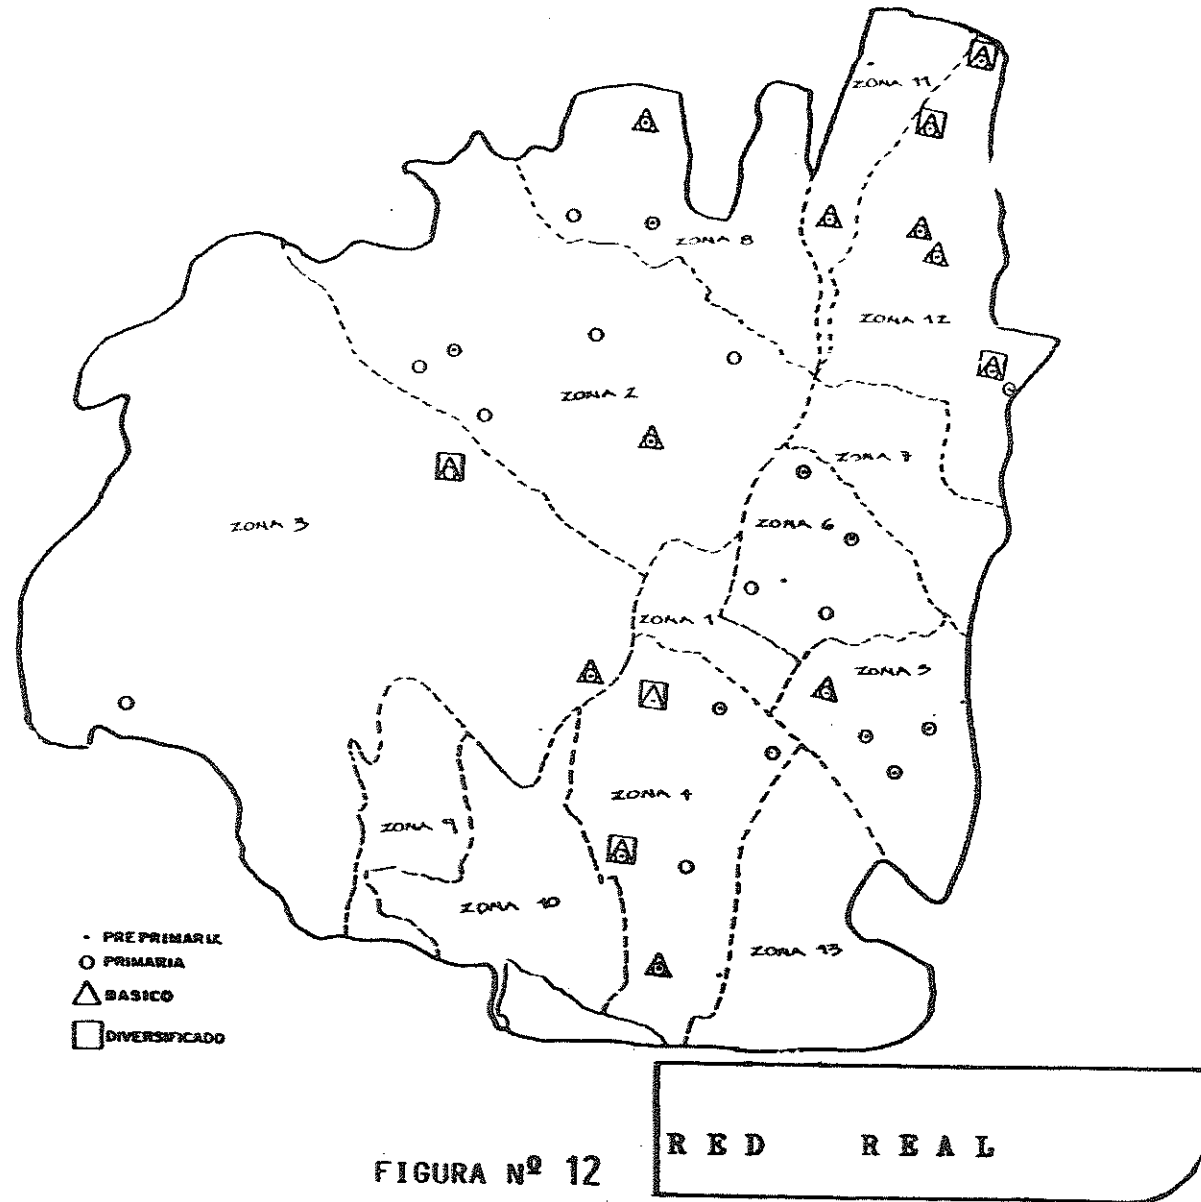 ZONA 11
ZONA 8
ZONA 12
ZONA 2
ZONA 7
ZONA 3
ZONA 6
ZONA 1
ZONA 5
ZONA 4
ZONA 9
ZONA 10
ZONA 13
PREPRIMARIA
PRIMARIA
BASICO
DIVERSIFICADO
RED REAL
FIGURA Nº 12